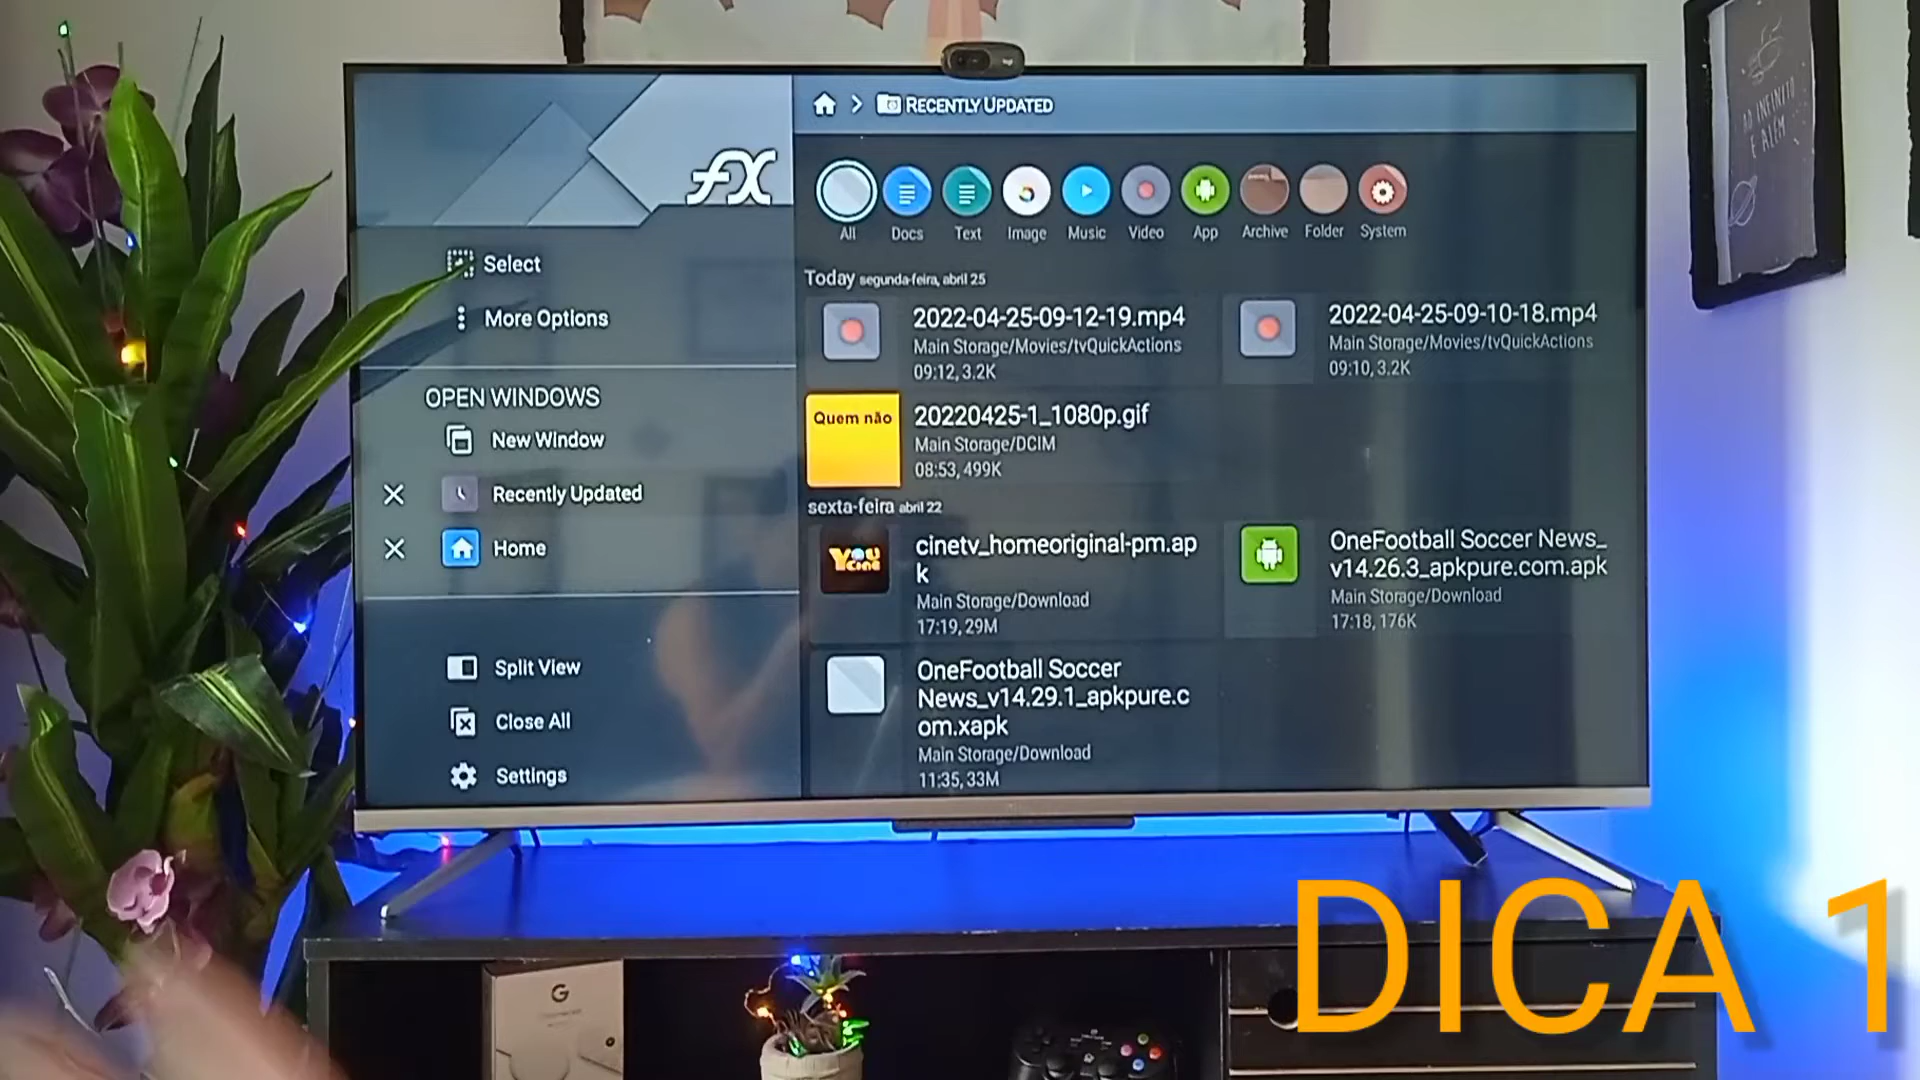 RECENTLY UPDATED
FX
All Docs Text Image Music Video App Archive Folder System
Select
More Options
OPEN WINDOWS
New Window
Recently Updated
Home
Split View
Close All
Settings
Today segunda-feira, abril 25
2022-04-25-09-12-19.mp4
Main Storage/Movies/tvQuickActions
09:12, 3.2K
2022-04-25-09-10-18.mp4
Main Storage/Movies/tvQuickActions
09:10, 3.2K
Quem não
20220425-1_1080p.gif
Main Storage/DCIM
08:53, 499K
sexta-feira abril 22
You
Cine
cinetv_homeoriginal-pm.ap
k
Main Storage/Download
17:19, 29M
OneFootball Soccer News_
v14.26.3_apkpure.com.apk
Main Storage/Download
17:18, 176K
OneFootball Soccer
News_v14.29.1_apkpure.c
om.xapk
Main Storage/Download
11:35, 33M
AO INFINITO
E ALÉM
G
DICA 1